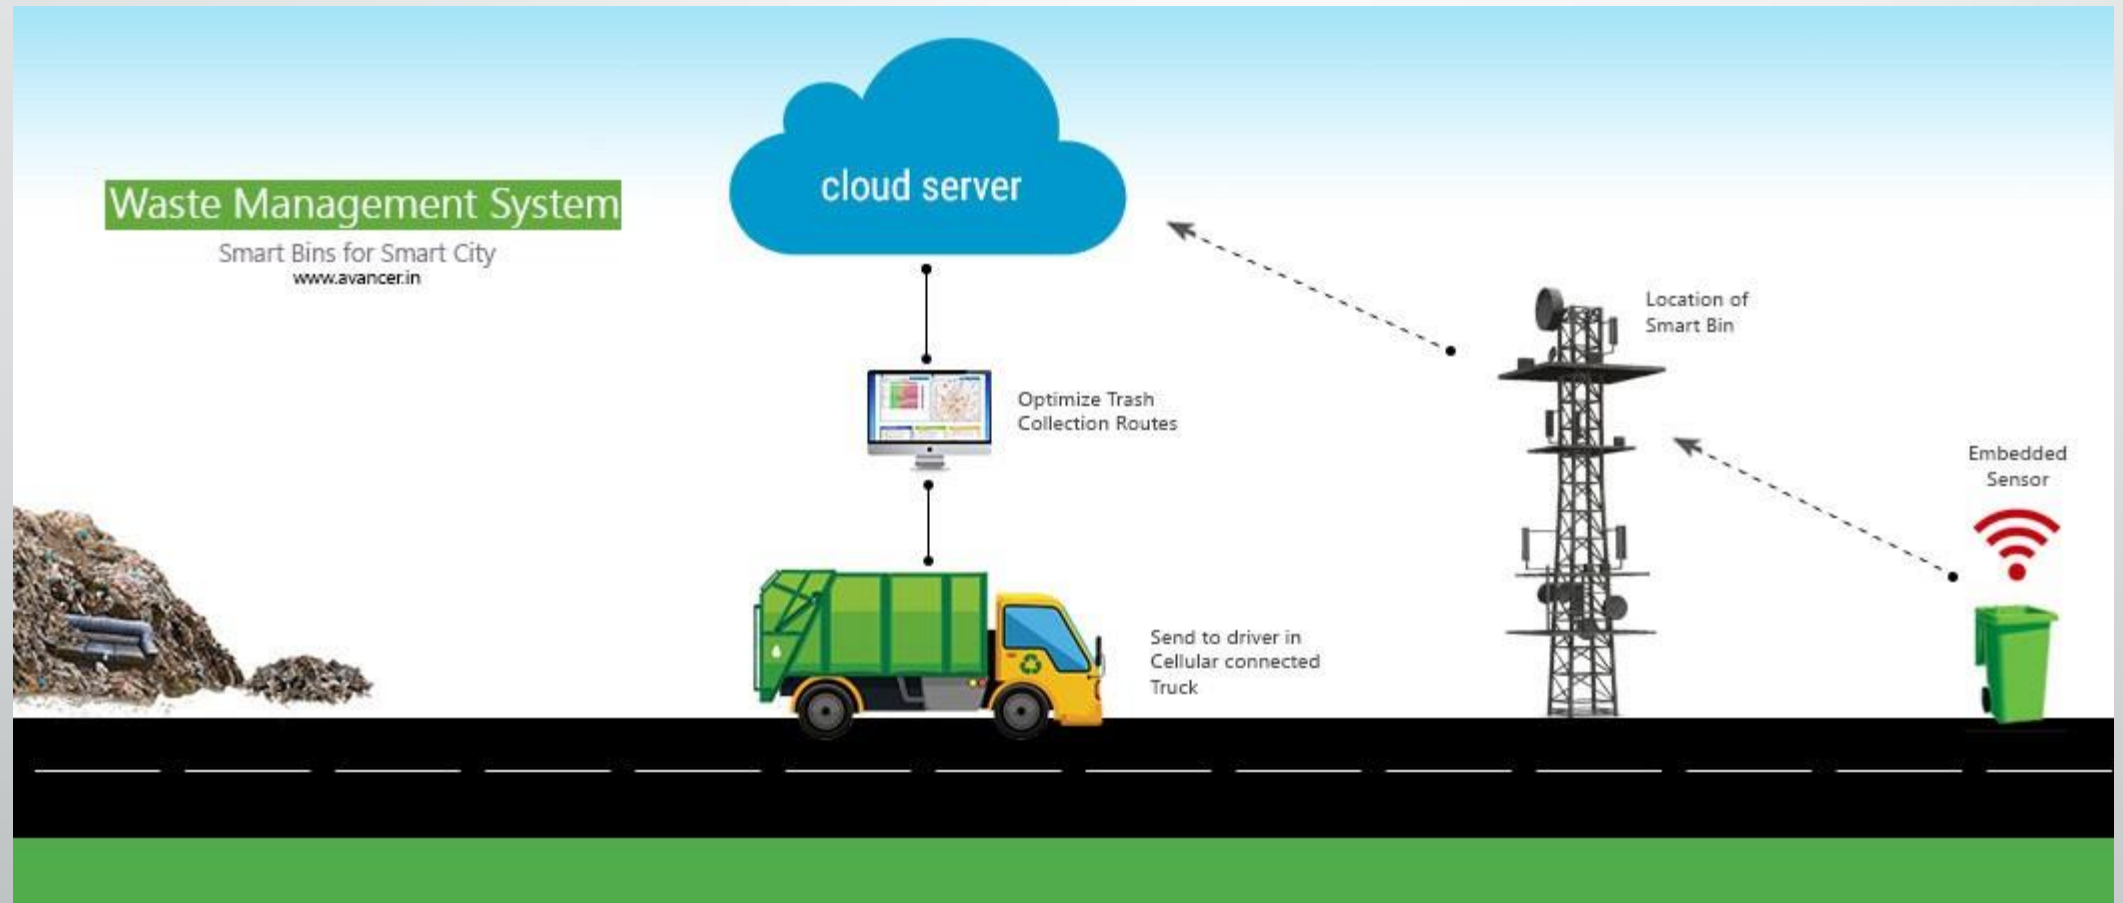 cloud server
Waste Management System
Smart Bins for Smart City
www.avancer.in
Location of
Smart Bin
Optimize Trash
Collection Routes
Embedded
Sensor
Send to driver in
Cellular connected
Truck